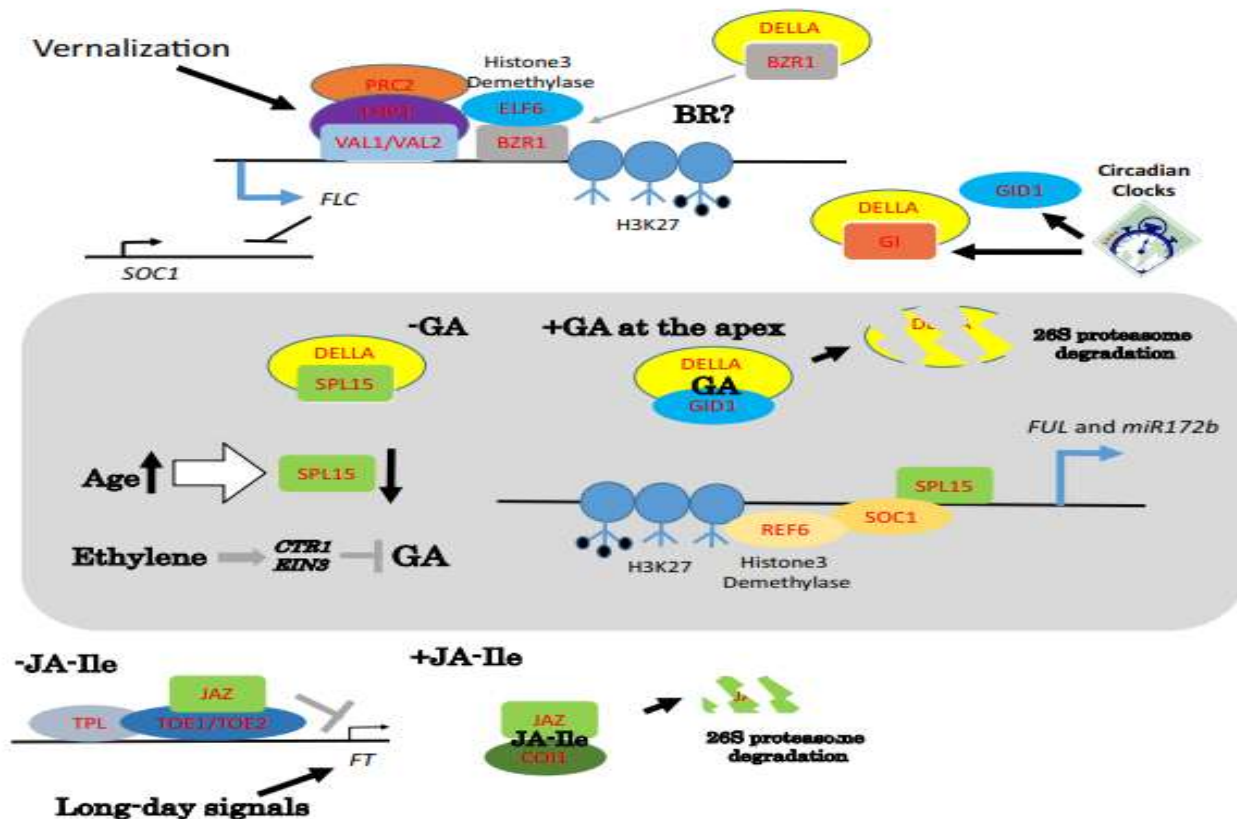 Vernalization
PRC2
VAL1/VAL2
Histone3
Demethylase
ELF6
BZR1
DELLA
BZR1
BR?
H3K27
FLC
SOC1
DELLA
GI
GID1
Circadian
Clocks
-GA
DELLA
SPL15
+GA at the apex
DELLA
GA
GID1
26S proteasome
degradation
Age
SPL15
Ethylene
CTR1
EIN3
GA
FUL and miR172b
SPL15
SOC1
REF6
H3K27
Histone3
Demethylase
-JA-Ile
JAZ
TPL
TOE1/TOE2
FT
Long-day signals
+JA-Ile
JAZ
JA-Ile
COI1
26S proteasome
degradation